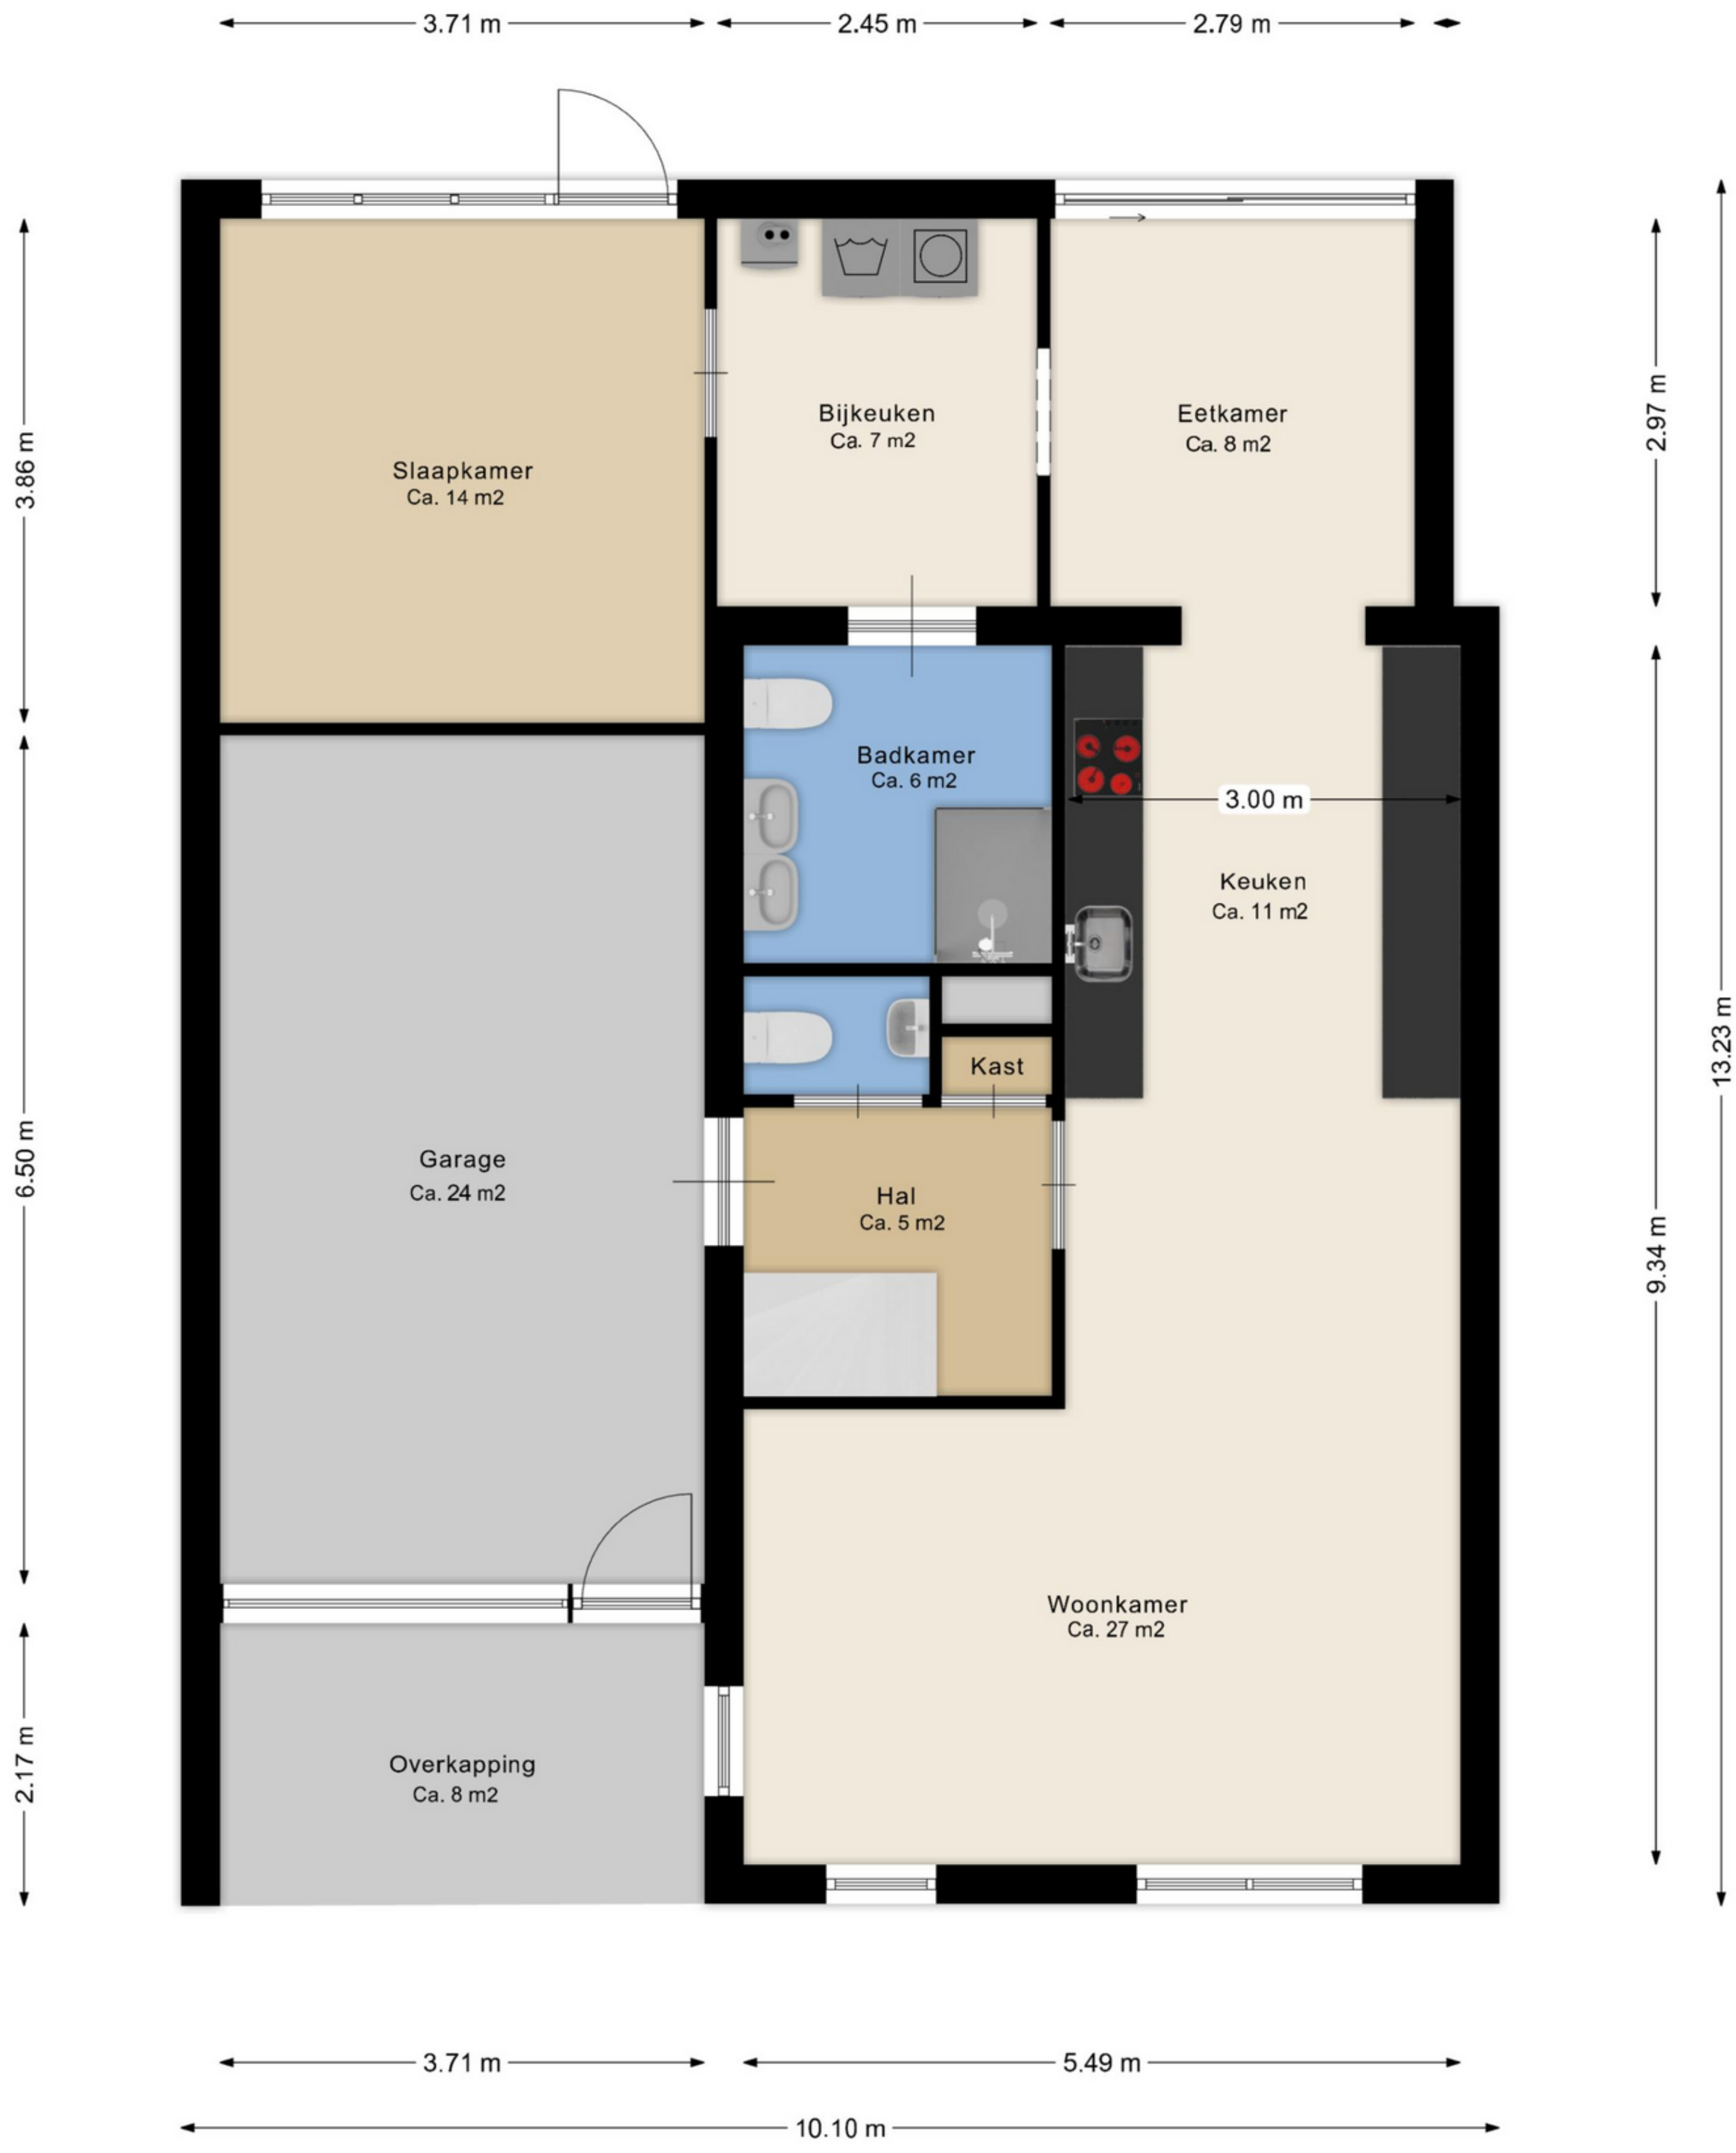 3.71 m
2.45 m
2.79 m
3.86 m
2.97 m
Slaapkamer
Ca. 14 m2
Bijkeuken
Ca. 7 m2
Eetkamer
Ca. 8 m2
Badkamer
Ca. 6 m2
3.00 m
Keuken
Ca. 11 m2
13.23 m
Kast
6.50 m
Garage
Ca. 24 m2
Hal
Ca. 5 m2
9.34 m
Woonkamer
Ca. 27 m2
2.17 m
Overkapping
Ca. 8 m2
3.71 m
5.49 m
10.10 m